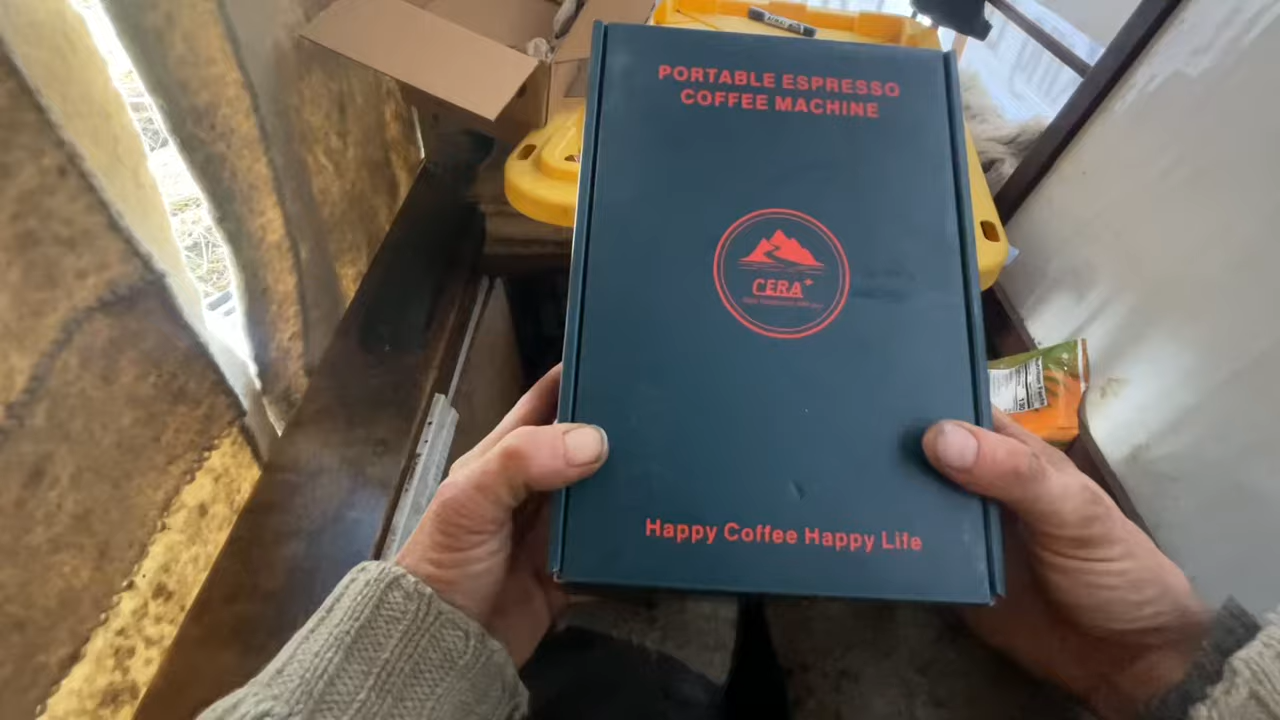 PORTABLE ESPRESSO
COFFEE MACHINE
CERA+
Happy Coffee Happy Life